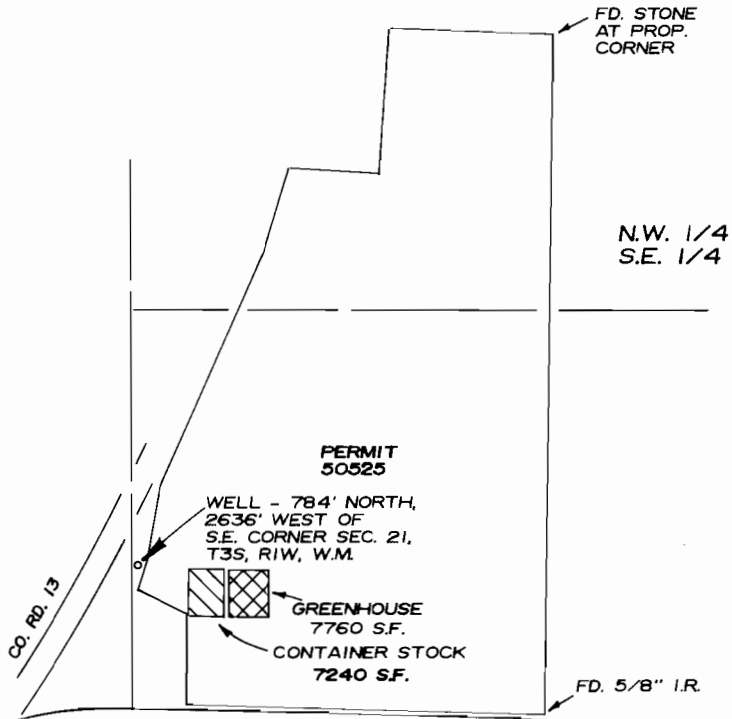 FD. STONE
AT PROP.
CORNER
N.W. 1/4
S.E. 1/4
PERMIT
50525
WELL - 784' NORTH,
2636' WEST OF
S.E. CORNER SEC. 21,
T3S, R1W, W.M.
CO. RD. 13
GREENHOUSE
7760 S.F.
CONTAINER STOCK
7240 S.F.
FD. 5/8" I.R.